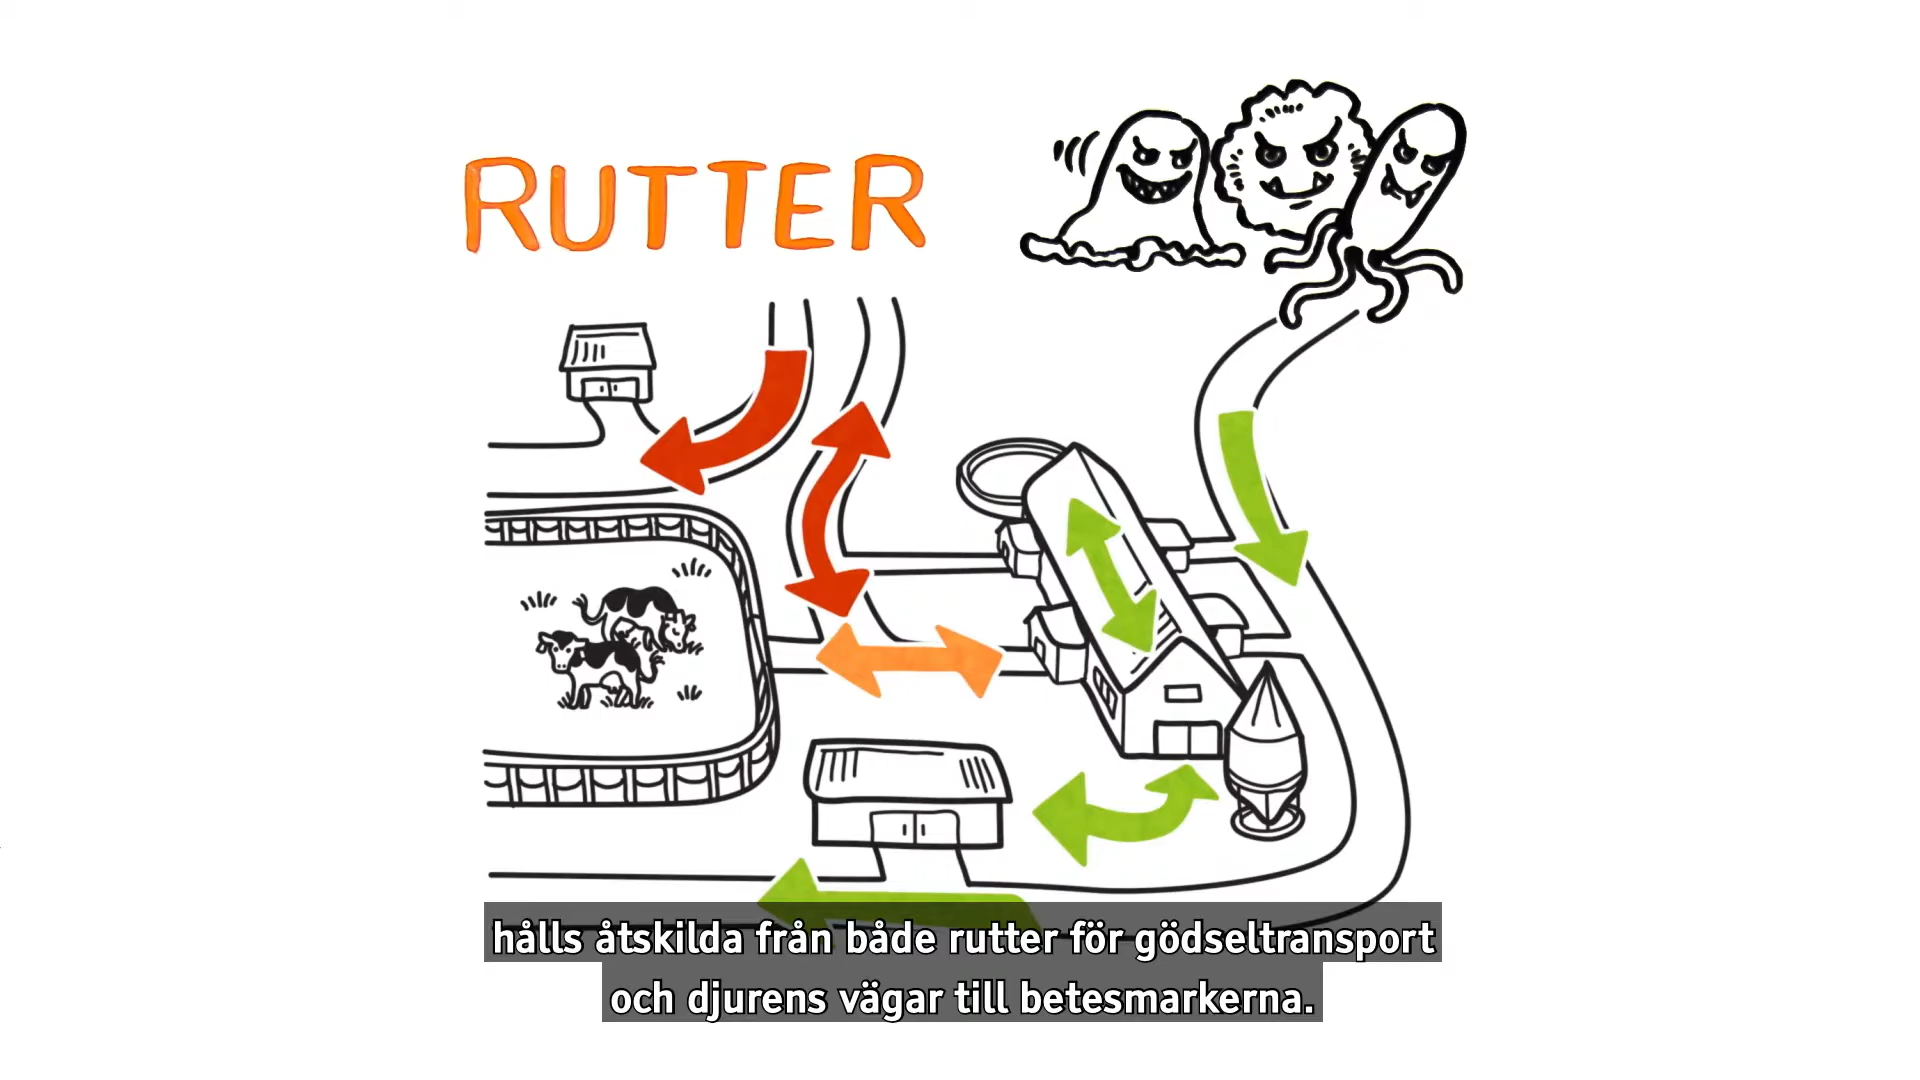 RUTTER
hålls åtskilda från både rutter för gödseltransport
och djurens vägar till betesmarkerna.